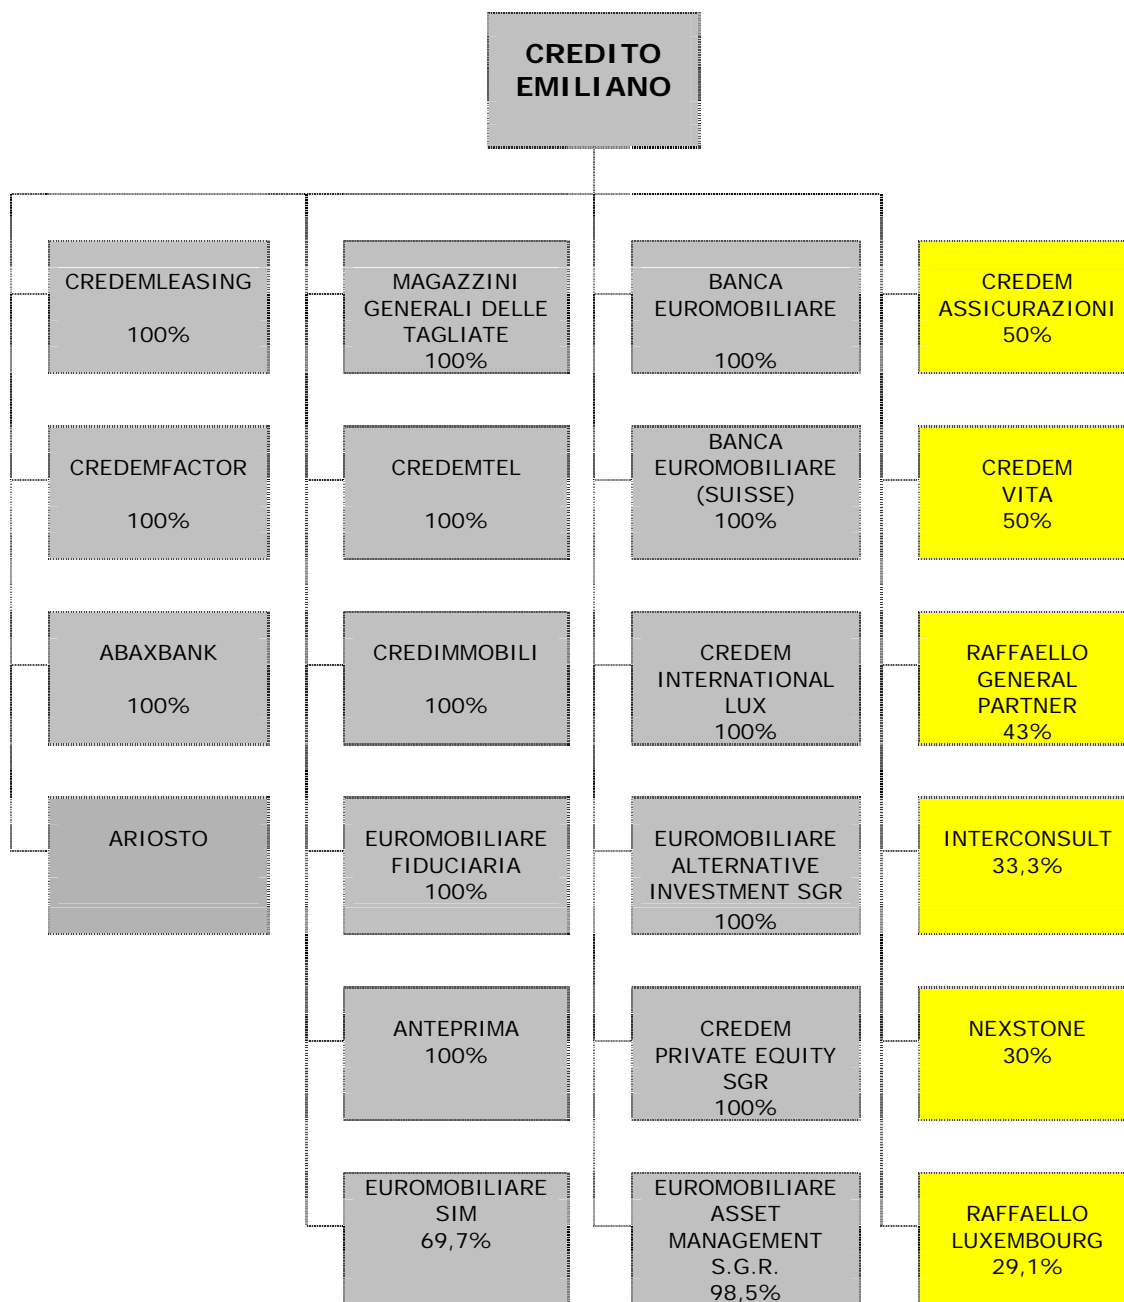 CREDITO
EMILIANO
CREDEMLEASING
100%
MAGAZZINI
GENERALI DELLE
TAGLIATE
100%
BANCA
EUROMOBILIARE
100%
CREDEM
ASSICURAZIONI
50%
CREDEMFACTOR
100%
CREDEMTEL
100%
BANCA
EUROMOBILIARE
(SUISSE)
100%
CREDEM
VITA
50%
ABAXBANK
100%
CREDIMMOBILI
100%
CREDEM
INTERNATIONAL
LUX
100%
RAFFAELLO
GENERAL
PARTNER
43%
ARIOSTO
EUROMOBILIARE
FIDUCIARIA
100%
EUROMOBILIARE
ALTERNATIVE
INVESTMENT SGR
100%
INTERCONSULT
33,3%
ANTEPRIMA
100%
CREDEM
PRIVATE EQUITY
SGR
100%
NEXSTONE
30%
EUROMOBILIARE
SIM
69,7%
EUROMOBILIARE
ASSET
MANAGEMENT
S.G.R.
98,5%
RAFFAELLO
LUXEMBOURG
29,1%